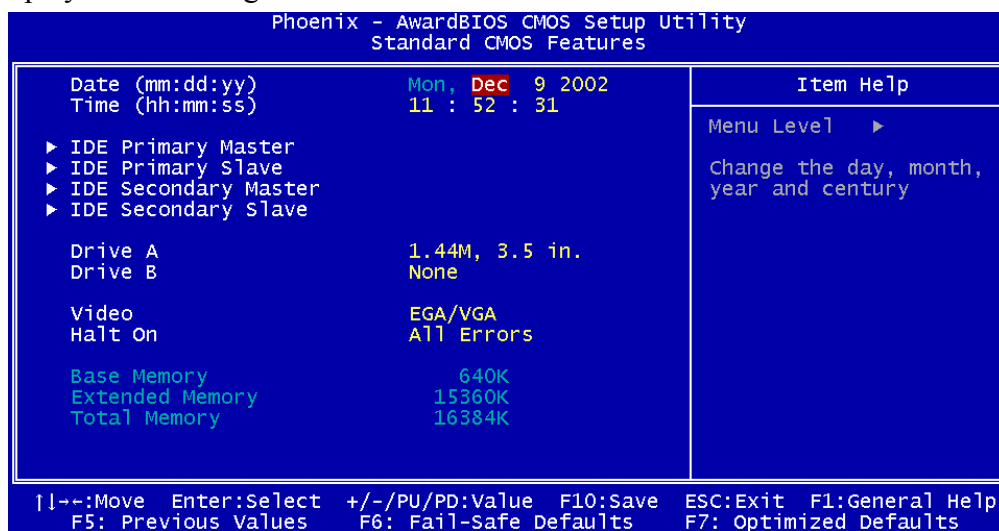 Phoenix - AwardBIOS CMOS Setup Utility
Standard CMOS Features
Date (mm:dd:yy) Mon, Dec 9 2002
Time (hh:mm:ss) 11 : 52 : 31
Item Help
Menu Level ▶
Change the day, month,
year and century
▶ IDE Primary Master
▶ IDE Primary Slave
▶ IDE Secondary Master
▶ IDE Secondary Slave
Drive A 1.44M, 3.5 in.
Drive B None
Video EGA/VGA
Halt On All Errors
Base Memory 640K
Extended Memory 15360K
Total Memory 16384K
↑↓→←:Move Enter:Select +/-/PU/PD:Value F10:Save ESC:Exit F1:General Help
F5: Previous Values F6: Fail-Safe Defaults F7: Optimized Defaults